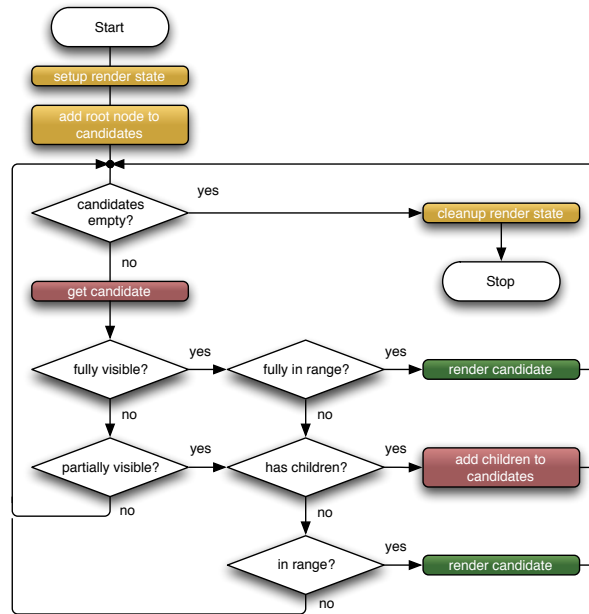 Start
setup render state
add root node to
candidates
candidates
empty?
yes
cleanup render state
no
Stop
get candidate
fully visible?
yes
fully in range?
yes
render candidate
no
no
partially visible?
yes
has children?
yes
add children to
candidates
no
no
in range?
yes
render candidate
no